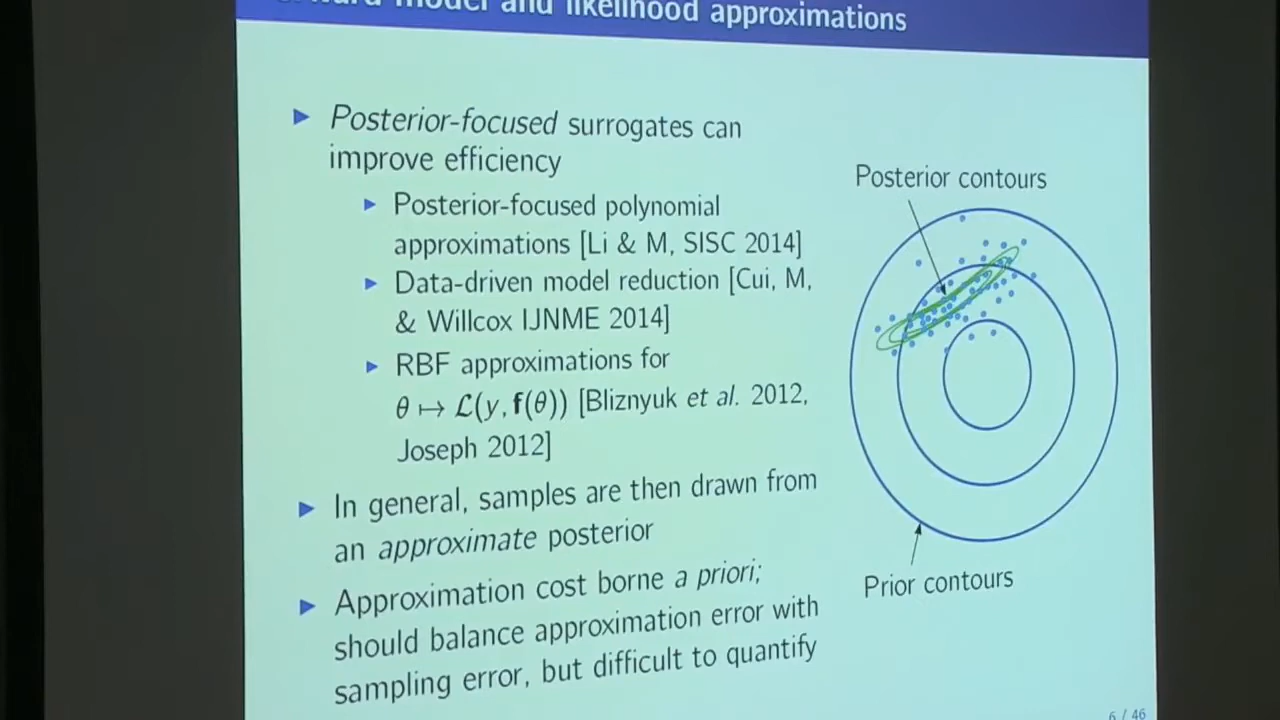 model and likelihood approximations
Posterior-focused surrogates can
improve efficiency
Posterior-focused polynomial
approximations [Li & M, SISC 2014]
Data-driven model reduction [Cui, M,
& Willcox IJNME 2014]
RBF approximations for
θ ↦ ℒ(y, f(θ)) [Bliznyuk et al. 2012,
Joseph 2012]
In general, samples are then drawn from
an approximate posterior
Approximation cost borne a priori;
should balance approximation error with
sampling error, but difficult to quantify
Posterior contours
Prior contours
6 / 46